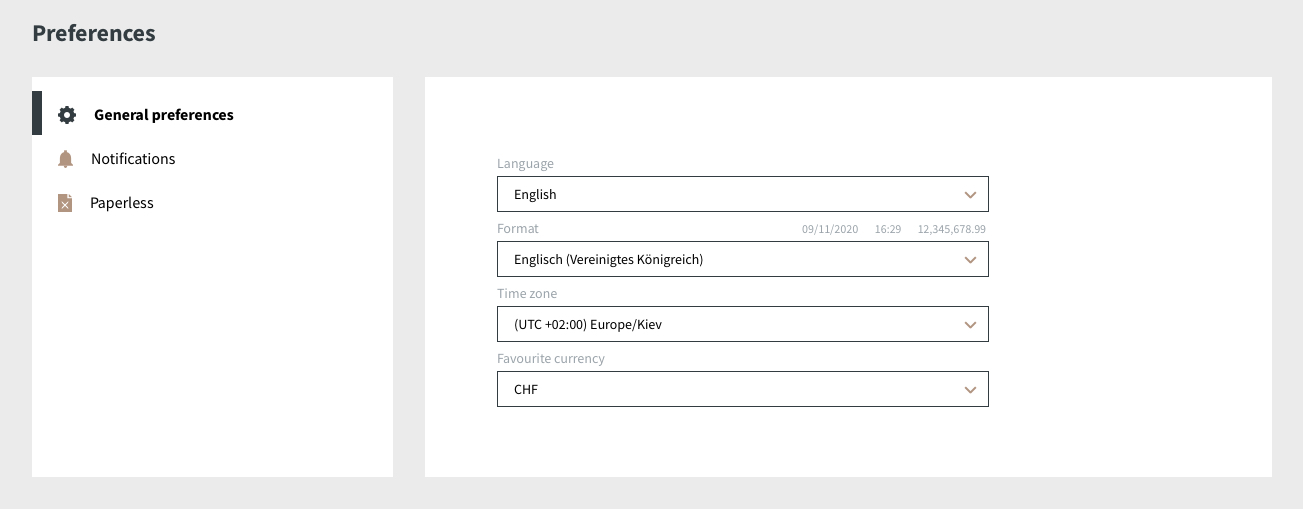 Preferences
General preferences
Notifications
Paperless
Language
English
Format 09/11/2020 16:29 12,345,678.99
Englisch (Vereinigtes Königreich)
Time zone
(UTC +02:00) Europe/Kiev
Favourite currency
CHF